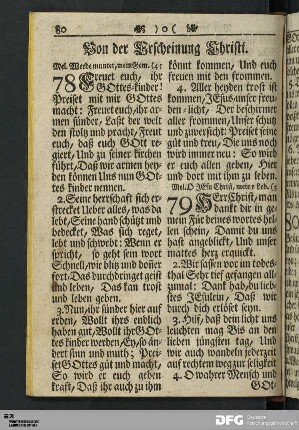 80 )o(
Von der Erscheinung Christi.
Mel. Werde munter, mein Gem. (4)
78 Freuet euch, ihr
GOttes-kinder!
Preiset mit mir GOttes
macht: Freuet euch, ihr ar-
men sünder, Laßt der welt
den stoltz und pracht, Freut
euch, daß euch GOtt re-
giert, Und zu seiner kirchen
führt, Daß wir armen hey-
den können Uns nun GOt-
tes kinder nennen.
2. Seine herrschaft sich er-
strecket Ueber alles, was da
lebt, Seine hand schützt und
bedecket, Was sich reget,
lebt und schwebt: Wenn er
spricht, so geht sein wort
Schnell, wie blitz und donner
fort: Das durchdringet geist
und leben, Das kan trost
und leben geben.
3. Nun, ihr sünder hier auf
erden, Wollt ihrs endlich
haben gut, Wollt ihr GOt-
tes kinder werden, Ey, so än-
dert sinn und muth; Prei-
set GOttes güt und macht,
So wird er euch geben
kraft, Daß ihr auch zu ihm
könnt kommen, Und euch
freuen mit den frommen.
4. Aller heyden trost ist
kommen, JEsus, unser freu-
den-licht, Der beschirmer
aller frommen, Unser schutz
und zuversicht: Preiset seine
güt und treu, Die uns noch
wird immer neu: So wird
er euch allen geben, Hier
und dort mit ihm zu leben.
Mel. O JEsu Christ, meins Leb. (5
79 HErr Christ, man
danckt dir in ge-
mein Für deines wortes hel-
len schein, Damit du uns
hast angeblickt, Und unser
mattes herz erquickt.
2. Wir sassen vor im todes-
thal Sehr tief gefangen all-
zumal: Danck hab, du lieb-
stes JEsulein, Daß wir
durch dich erlöset seyn.
3. Hilf, daß dein licht uns
leuchten mag Bis an den
lieben jüngsten tag, Und
wir auch wandeln jederzeit
auf rechtem weg zur seligkeit
4. O wahrer Mensch und
GOt-
DFG